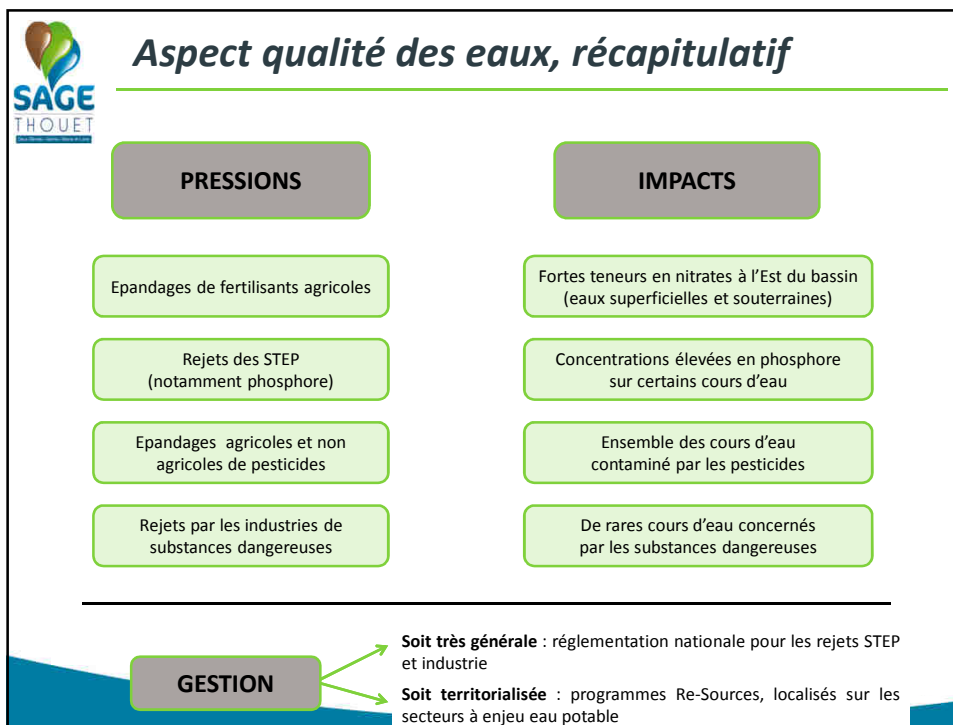 Aspect qualité des eaux, récapitulatif
SAGE
THOUET
PRESSIONS
IMPACTS
Epandages de fertilisants agricoles
Fortes teneurs en nitrates à l'Est du bassin
(eaux superficielles et souterraines)
Rejets des STEP
(notamment phosphore)
Concentrations élevées en phosphore
sur certains cours d'eau
Epandages agricoles et non
agricoles de pesticides
Ensemble des cours d'eau
contaminé par les pesticides
Rejets par les industries de
substances dangereuses
De rares cours d'eau concernés
par les substances dangereuses
GESTION
Soit très générale : réglementation nationale pour les rejets STEP
et industrie
Soit territorialisée : programmes Re-Sources, localisés sur les
secteurs à enjeu eau potable